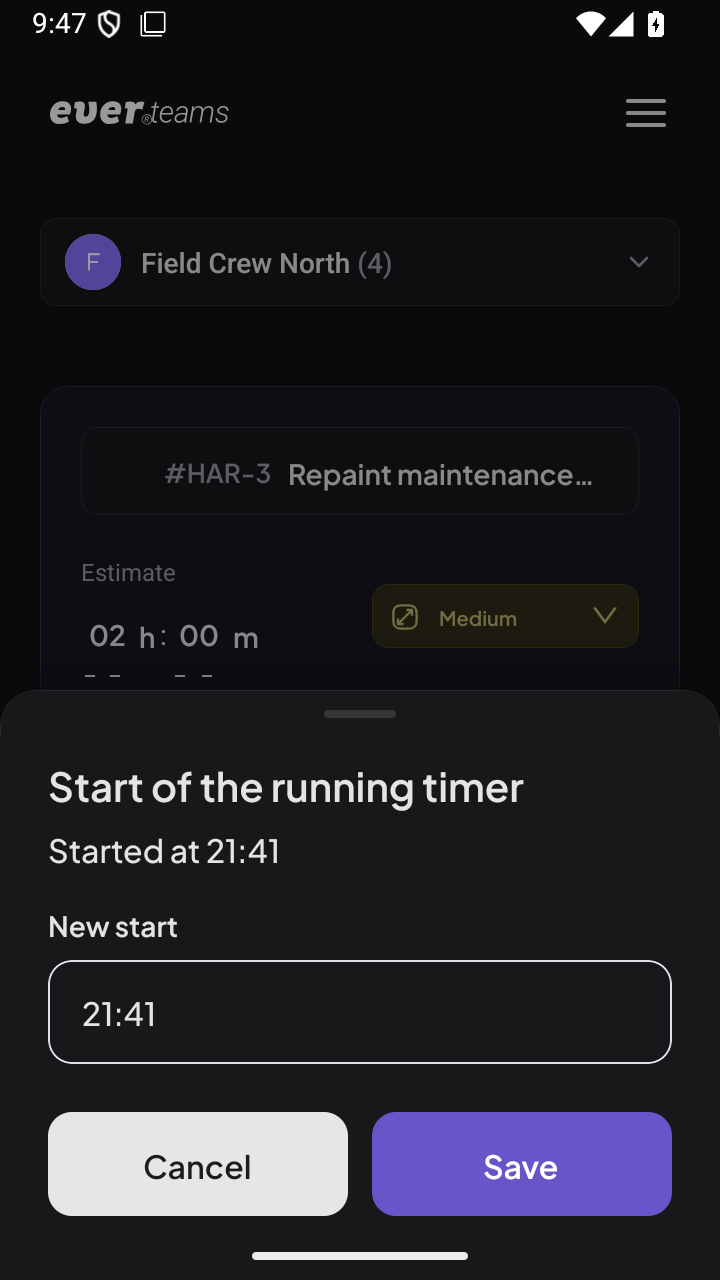 9:47
ever®teams
F Field Crew North (4)
#HAR-3 Repaint maintenance...
Estimate
02 h : 00 m
Medium
Start of the running timer
Started at 21:41
New start
21:41
Cancel Save